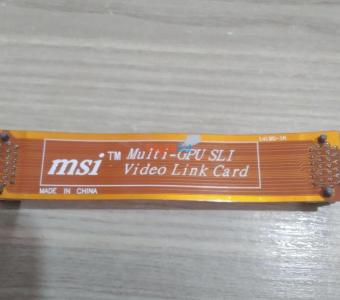 msi™ Multi-GPU SLI
Video Link Card
MADE IN CHINA